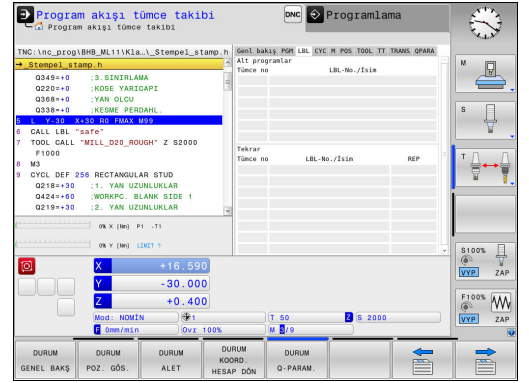 Program akışı tümce takibi
Program akışı tümce takibi
DNC
Programlama
TNC:\nc_prog\BHB_ML11\Kla…\_Stempel_stamp.h
→_Stempel_stamp.h
Q349=+0 ;3.SINIRLAMA
Q220=+0 ;KOSE YARICAPI
Q368=+0 ;YAN OLCU
Q338=+0 ;KESME PERDAHL.
5 L Y-30 X+30 R0 FMAX M99
6 CALL LBL "safe"
7 TOOL CALL "MILL_D20_ROUGH" Z S2000
F1000
8 M3
9 CYCL DEF 256 RECTANGULAR STUD
Q218=+30 ;1. YAN UZUNLUKLAR
Q424=+60 ;WORKPC. BLANK SIDE 1
Q219=+30 ;2. YAN UZUNLUKLAR
Genl bakış PGM LBL CYC M POS TOOL TT TRANS QPARA
Alt programlar
Tümce no LBL-No./İsim
Tekrar
Tümce no LBL-No./İsim REP
0% X [Nm] P1 -T1
0% Y [Nm] LIMIT 1
X +16.590
Y -30.000
Z +0.400
Mod: NOMİN 1 T 50 Z S 2000
F 0mm/min Ovr 100% M 3/9
M
S
T
S100%
VYP ZAP
F100%
VYP ZAP
DURUM
GENEL BAKŞ
DURUM
POZ. GÖS.
DURUM
ALET
DURUM
KOORD.
HESAP DÖN
DURUM
Q-PARAM.